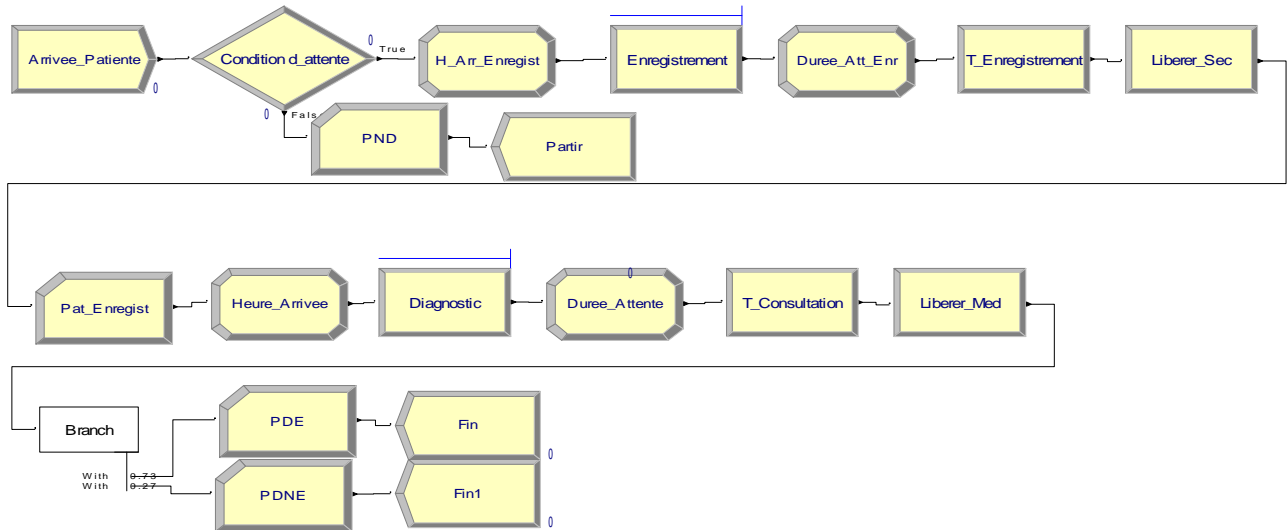 Arrivee_Patiente
0
Condition d_attente
0
True
0
Fals
H_Arr_Enregist
Enregistrement
Duree_Att_Enr
T_Enregistrement
Liberer_Sec
PND
Partir
Pat_Enregist
Heure_Arrivee
Diagnostic
0
Duree_Attente
T_Consultation
Liberer_Med
Branch
With 0.73
With 0.27
PDE
Fin
0
PDNE
Fin1
0